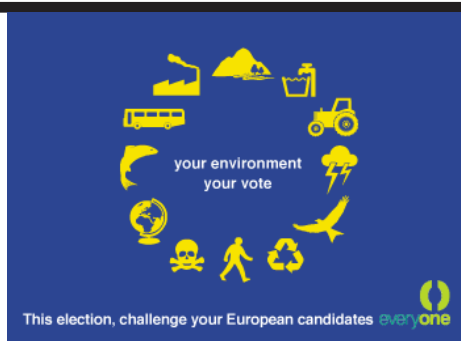 your environment
your vote
This election, challenge your European candidates everyone